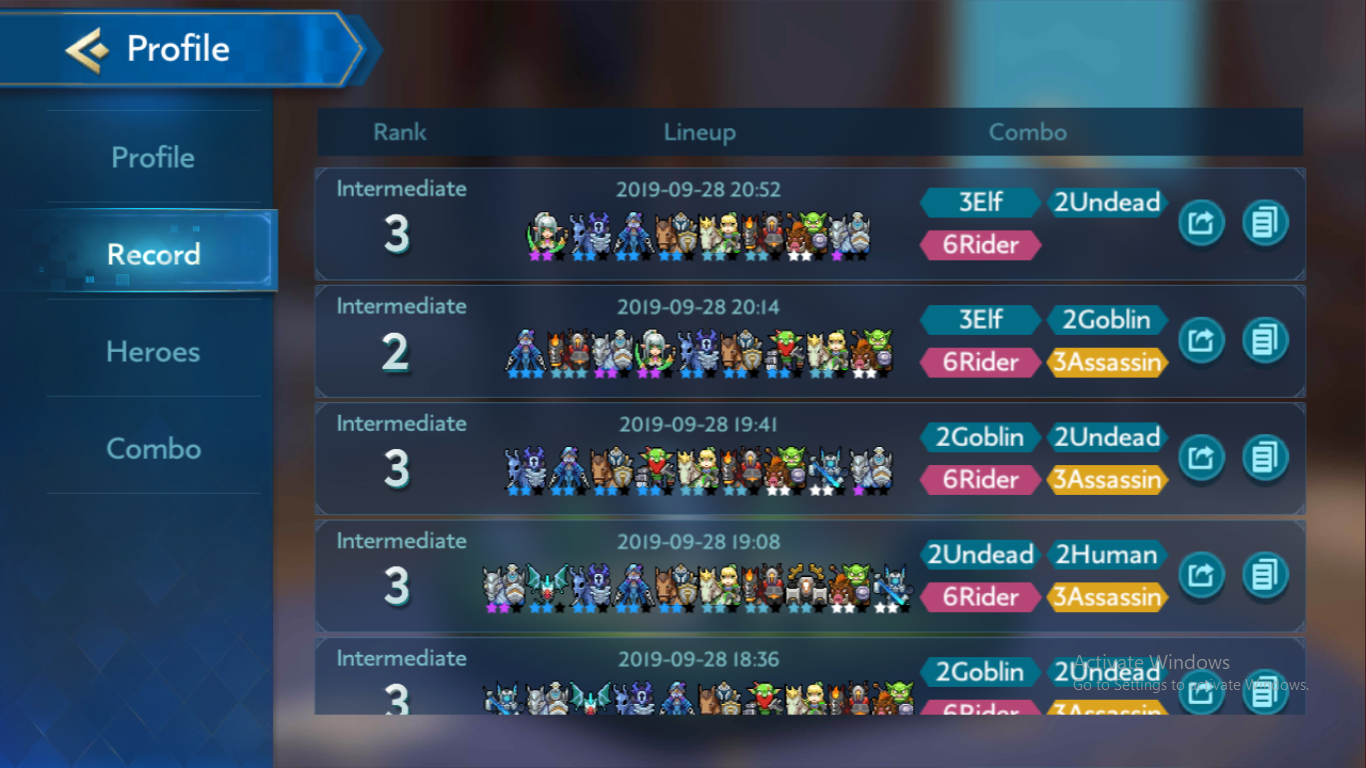 Profile
Profile
Record
Heroes
Combo
Rank Lineup Combo
Intermediate 2019-09-28 20:52
3
3Elf 2Undead
6Rider
Intermediate 2019-09-28 20:14
2
3Elf 2Goblin
6Rider 3Assassin
Intermediate 2019-09-28 19:41
3
2Goblin 2Undead
6Rider 3Assassin
Intermediate 2019-09-28 19:08
3
2Undead 2Human
6Rider 3Assassin
Intermediate 2019-09-28 18:36
3
2Goblin 2Undead
6Rider 3Assassin
Activate Windows
Go to Settings to activate Windows.